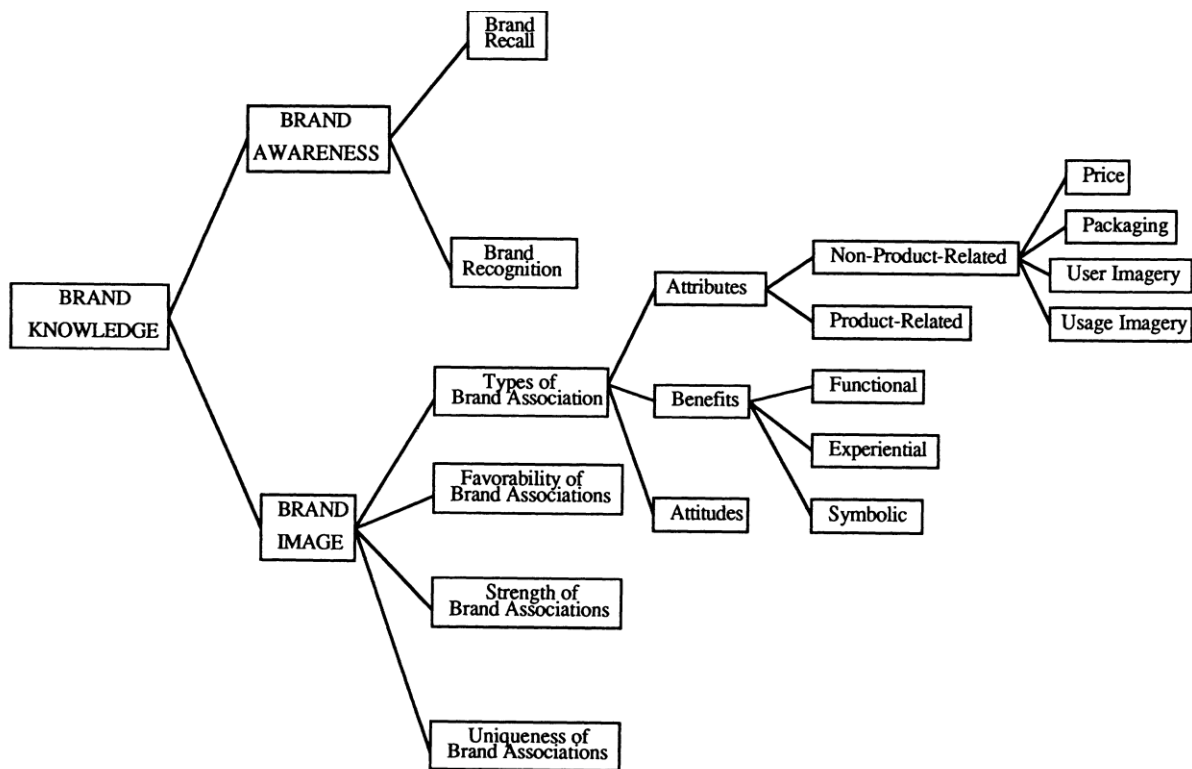 Brand
Recall
BRAND
AWARENESS
Brand
Recognition
BRAND
KNOWLEDGE
BRAND
IMAGE
Types of
Brand Association
Favorability of
Brand Associations
Strength of
Brand Associations
Uniqueness of
Brand Associations
Attributes
Benefits
Attitudes
Non-Product-Related
Product-Related
Functional
Experiential
Symbolic
Price
Packaging
User Imagery
Usage Imagery